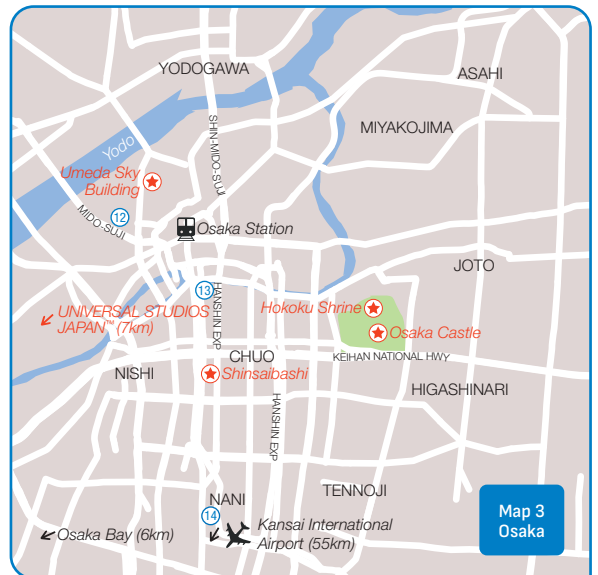 YODOGAWA
ASAHI
SHIN-MIDO-SUJI
MIYAKOJIMA
Yodo
Umeda Sky
Building
12
MIDO-SUJI
Osaka Station
JOTO
13
HANSHIN EXP
UNIVERSAL STUDIOS
JAPAN™ (7km)
Hokoku Shrine
Osaka Castle
CHUO
KEIHAN NATIONAL HWY
NISHI
Shinsaibashi
HIGASHINARI
HANSHIN EXP
TENNOJI
NANI
14
Kansai International
Airport (55km)
Osaka Bay (6km)
Map 3
Osaka